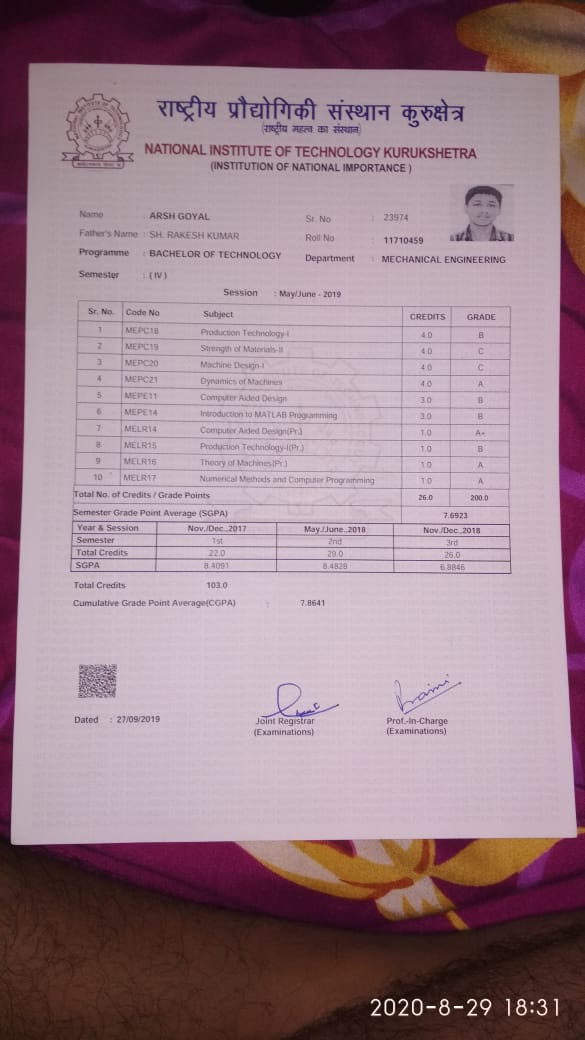 राष्ट्रीय प्रौद्योगिकी संस्थान कुरुक्षेत्र
(राष्ट्रीय महत्व का संस्थान)
NATIONAL INSTITUTE OF TECHNOLOGY KURUKSHETRA
(INSTITUTION OF NATIONAL IMPORTANCE )
Name : ARSH GOYAL Sr. No : 23974
Father's Name : SH. RAKESH KUMAR Roll No : 11710459
Programme : BACHELOR OF TECHNOLOGY Department : MECHANICAL ENGINEERING
Semester : ( IV )
Session : May/June - 2019
Sr. No. Code No Subject CREDITS GRADE
1 MEPC18 Production Technology-I 4.0 B
2 MEPC19 Strength of Materials-II 4.0 C
3 MEPC20 Machine Design-I 4.0 C
4 MEPC21 Dynamics of Machines 4.0 A
5 MEPE11 Computer Aided Design 3.0 B
6 MEPE14 Introduction to MATLAB Programming 3.0 B
7 MELR14 Computer Aided Design(Pr.) 1.0 A+
8 MELR15 Production Technology-I(Pr.) 1.0 B
9 MELR16 Theory of Machines(Pr.) 1.0 A
10 MELR17 Numerical Methods and Computer Programming 1.0 A
Total No. of Credits / Grade Points 26.0 200.0
Semester Grade Point Average (SGPA) 7.6923
Year & Session Nov./Dec.,2017 May./June.,2018 Nov./Dec.,2018
Semester 1st 2nd 3rd
Total Credits 22.0 29.0 26.0
SGPA 8.4091 8.4828 6.8846
Total Credits 103.0
Cumulative Grade Point Average(CGPA) : 7.8641
Dated : 27/09/2019
Joint Registrar
(Examinations)
Prof.-In-Charge
(Examinations)
2020-8-29 18:31